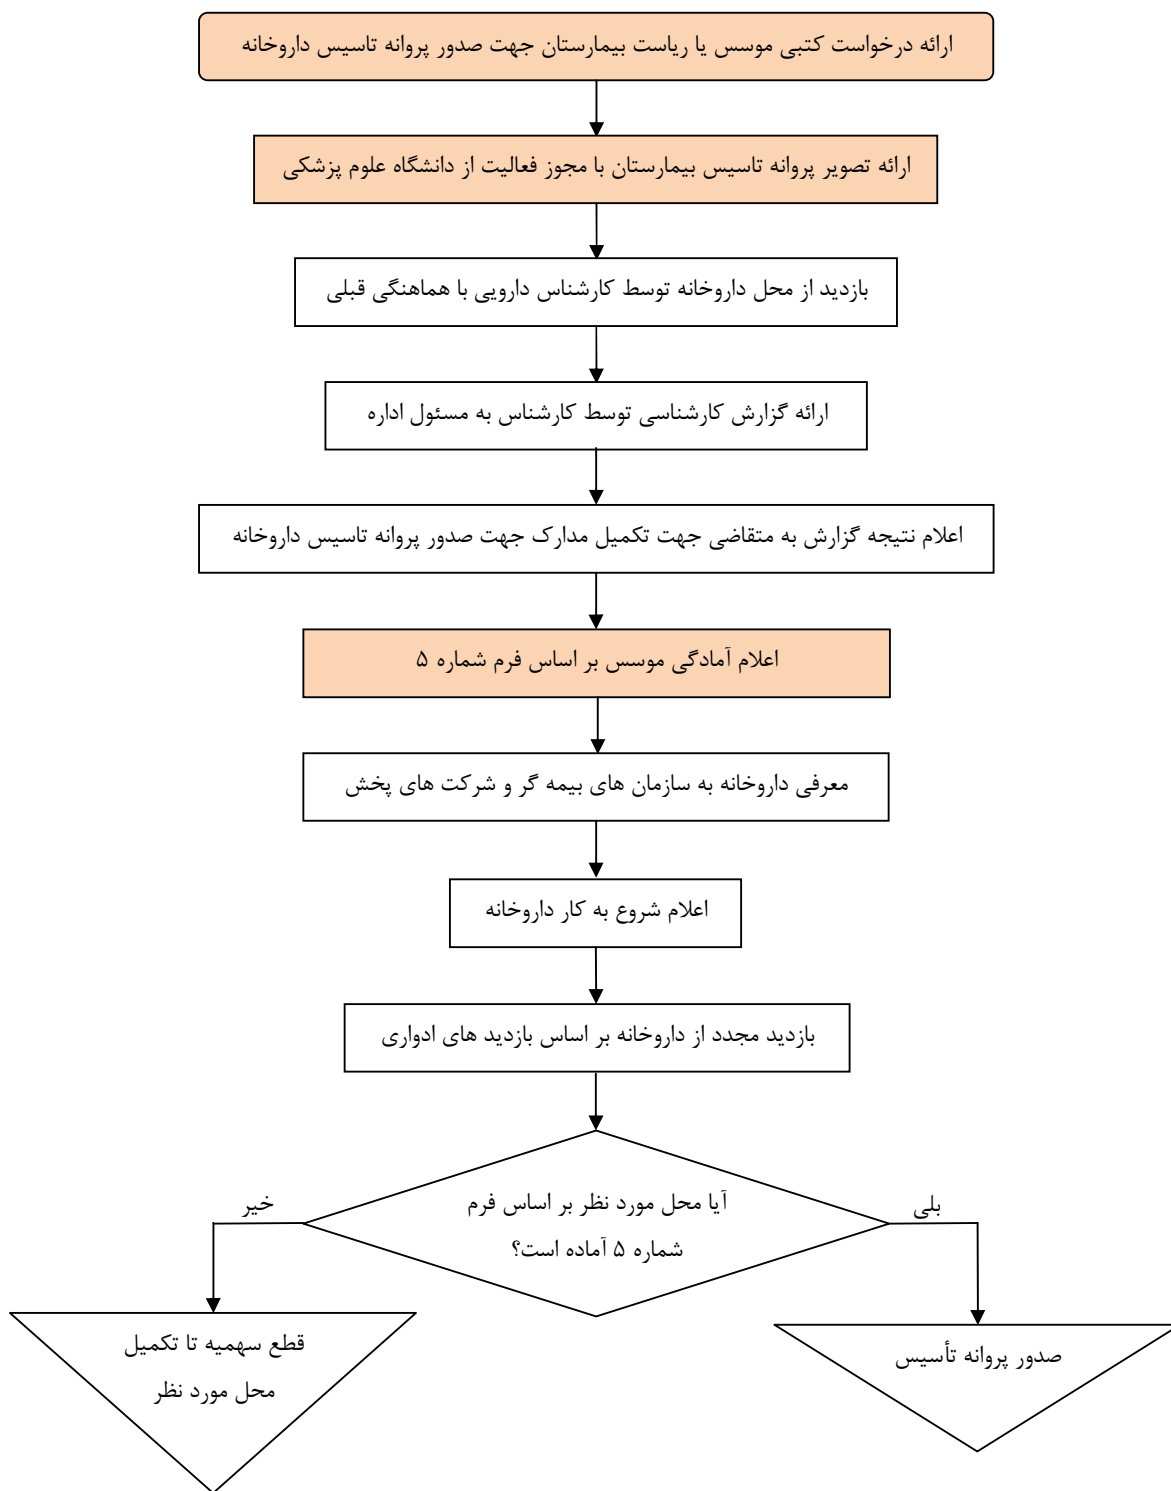 ارائه درخواست کتبی موسس یا ریاست بیمارستان جهت صدور پروانه تاسیس داروخانه
ارائه تصویر پروانه تاسیس بیمارستان با مجوز فعالیت از دانشگاه علوم پزشکی
بازدید از محل داروخانه توسط کارشناس دارویی با هماهنگی قبلی
ارائه گزارش کارشناسی توسط کارشناس به مسئول اداره
اعلام نتیجه گزارش به متقاضی جهت تکمیل مدارک جهت صدور پروانه تاسیس داروخانه
اعلام آمادگی موسس بر اساس فرم شماره ۵
معرفی داروخانه به سازمان های بیمه گر و شرکت های پخش
اعلام شروع به کار داروخانه
بازدید مجدد از داروخانه بر اساس بازدید های ادواری
آیا محل مورد نظر بر اساس فرم
شماره ۵ آماده است؟
بلی
خیر
صدور پروانه تأسیس
قطع سهمیه تا تکمیل
محل مورد نظر